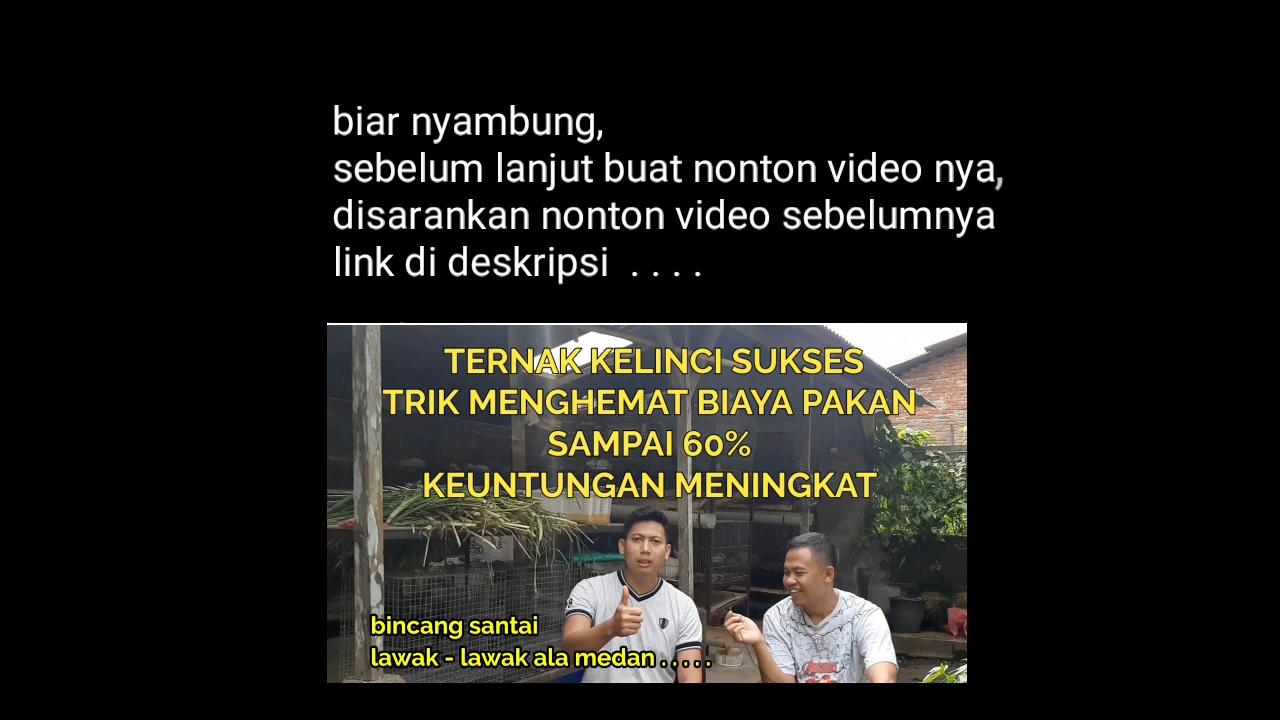 biar nyambung,
sebelum lanjut buat nonton video nya,
disarankan nonton video sebelumnya
link di deskripsi . . . .
TERNAK KELINCI SUKSES
TRIK MENGHEMAT BIAYA PAKAN
SAMPAI 60%
KEUNTUNGAN MENINGKAT
bincang santai
lawak - lawak ala medan . . . . .